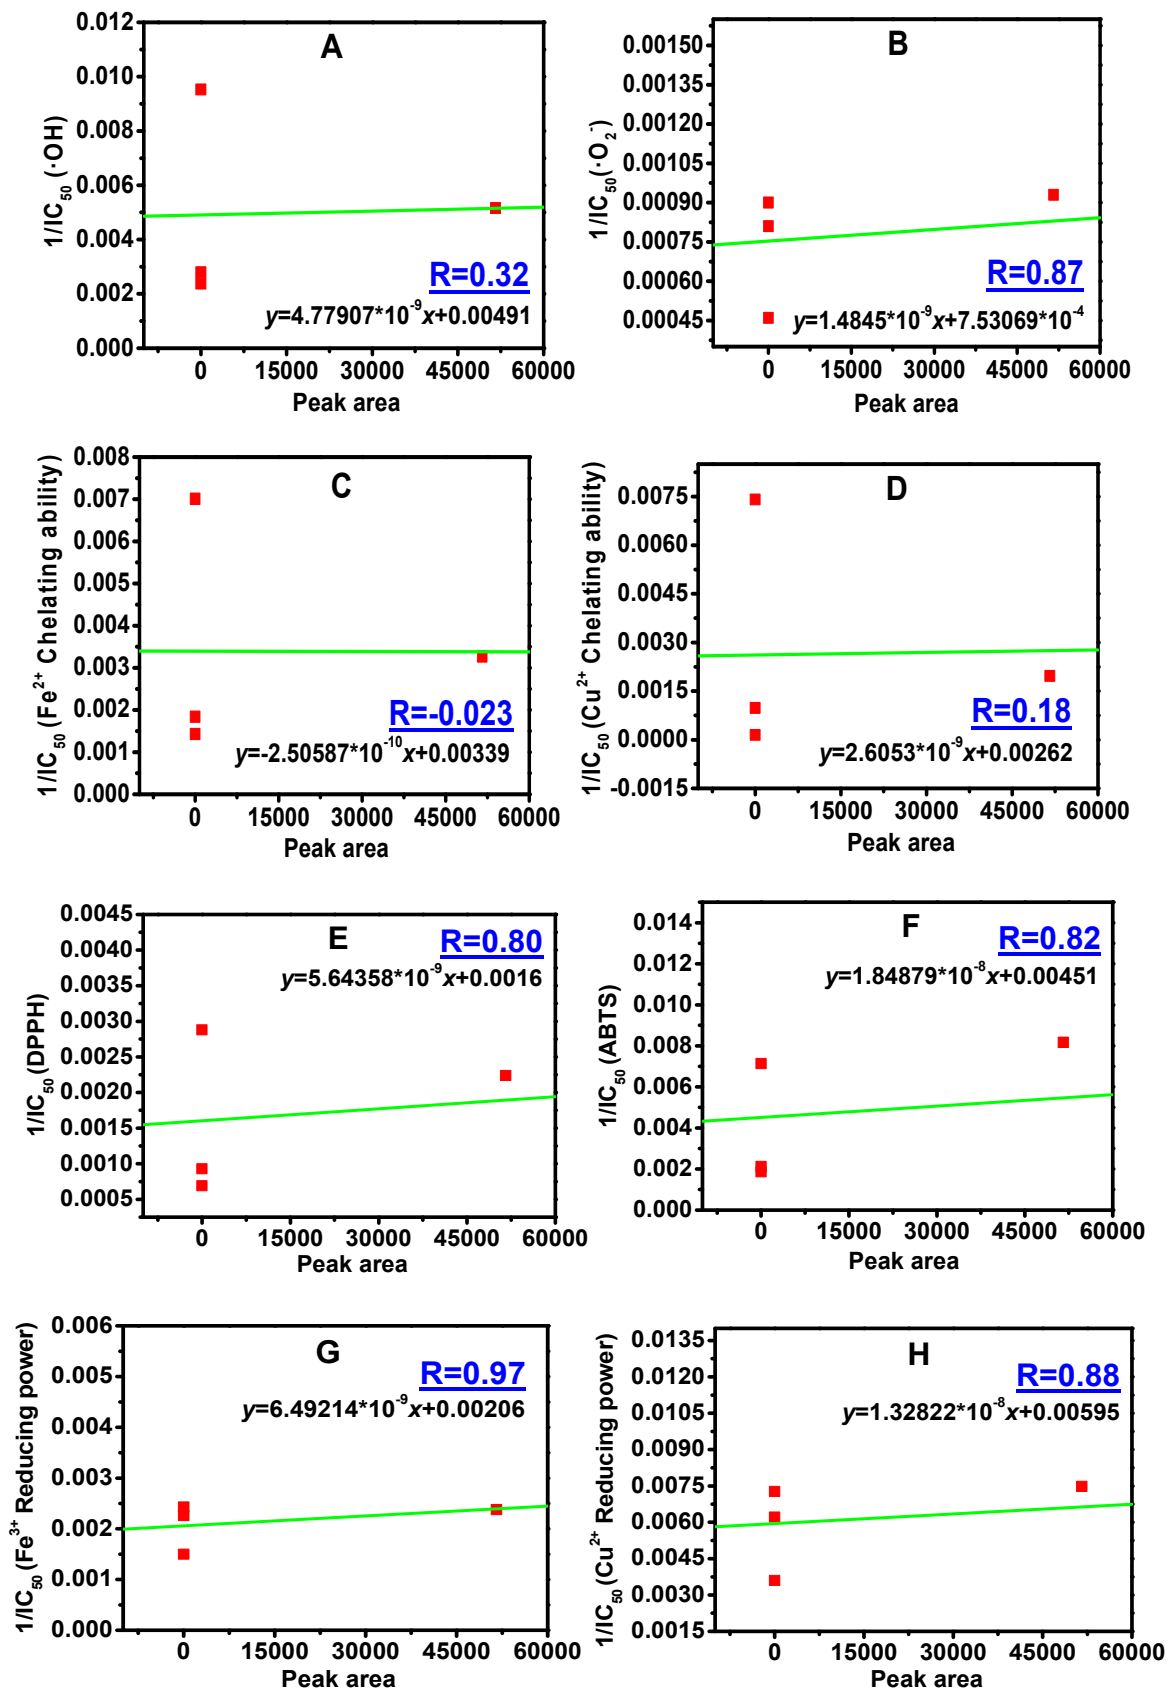 A
1/IC50 (·OH)
0.012
0.010
0.008
0.006
0.004
0.002
0.000
R=0.32
y=4.77907*10-9x+0.00491
0 15000 30000 45000 60000
Peak area
B
1/IC50(·O2-)
0.00150
0.00135
0.00120
0.00105
0.00090
0.00075
0.00060
0.00045
R=0.87
y=1.4845*10-9x+7.53069*10-4
0 15000 30000 45000 60000
Peak area
C
1/IC50 (Fe2+ Chelating ability)
0.008
0.007
0.006
0.005
0.004
0.003
0.002
0.001
0.000
R=-0.023
y=-2.50587*10-10x+0.00339
0 15000 30000 45000 60000
Peak area
D
1/IC50 (Cu2+ Chelating ability)
0.0075
0.0060
0.0045
0.0030
0.0015
0.0000
-0.0015
R=0.18
y=2.6053*10-9x+0.00262
0 15000 30000 45000 60000
Peak area
E
1/IC50 (DPPH)
0.0045
0.0040
0.0035
0.0030
0.0025
0.0020
0.0015
0.0010
0.0005
R=0.80
y=5.64358*10-9x+0.0016
0 15000 30000 45000 60000
Peak area
F
1/IC50 (ABTS)
0.014
0.012
0.010
0.008
0.006
0.004
0.002
0.000
R=0.82
y=1.84879*10-8x+0.00451
0 15000 30000 45000 60000
Peak area
G
1/IC50 (Fe3+ Reducing power)
0.006
0.005
0.004
0.003
0.002
0.001
0.000
R=0.97
y=6.49214*10-9x+0.00206
0 15000 30000 45000 60000
Peak area
H
1/IC50 (Cu2+ Reducing power)
0.0135
0.0120
0.0105
0.0090
0.0075
0.0060
0.0045
0.0030
0.0015
R=0.88
y=1.32822*10-8x+0.00595
0 15000 30000 45000 60000
Peak area